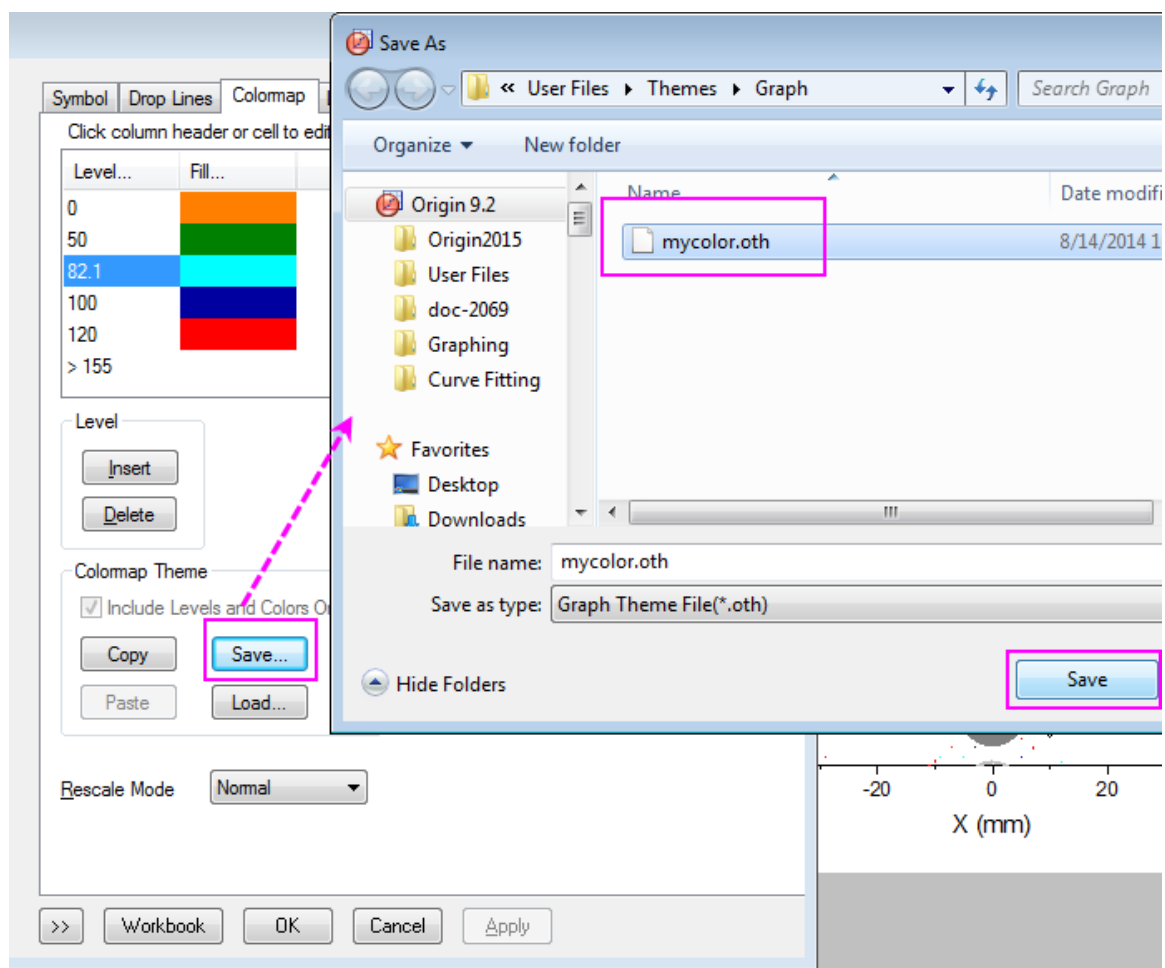 Save As
Symbol
Drop Lines
Colormap
« User Files ▸ Themes ▸ Graph
Search Graph
Click column header or cell to edit
Organize
New folder
Level...
Fill...
0
50
82.1
100
120
> 155
Origin 9.2
Origin2015
User Files
doc-2069
Graphing
Curve Fitting
Favorites
Desktop
Downloads
Name
Date modifi
mycolor.oth
8/14/2014 1
Level
Insert
Delete
File name: mycolor.oth
Save as type: Graph Theme File(*.oth)
Colormap Theme
Include Levels and Colors O
Copy
Save...
Paste
Load...
Hide Folders
Save
Rescale Mode
Normal
-20
0
20
X (mm)
>>
Workbook
OK
Cancel
Apply